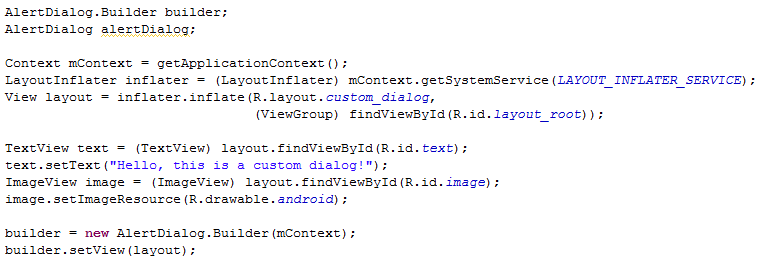 AlertDialog.Builder builder;
AlertDialog alertDialog;
Context mContext = getApplicationContext();
LayoutInflater inflater = (LayoutInflater) mContext.getSystemService(LAYOUT_INFLATER_SERVICE);
View layout = inflater.inflate(R.layout.custom_dialog,
(ViewGroup) findViewById(R.id.layout_root));
TextView text = (TextView) layout.findViewById(R.id.text);
text.setText("Hello, this is a custom dialog!");
ImageView image = (ImageView) layout.findViewById(R.id.image);
image.setImageResource(R.drawable.android);
builder = new AlertDialog.Builder(mContext);
builder.setView(layout);